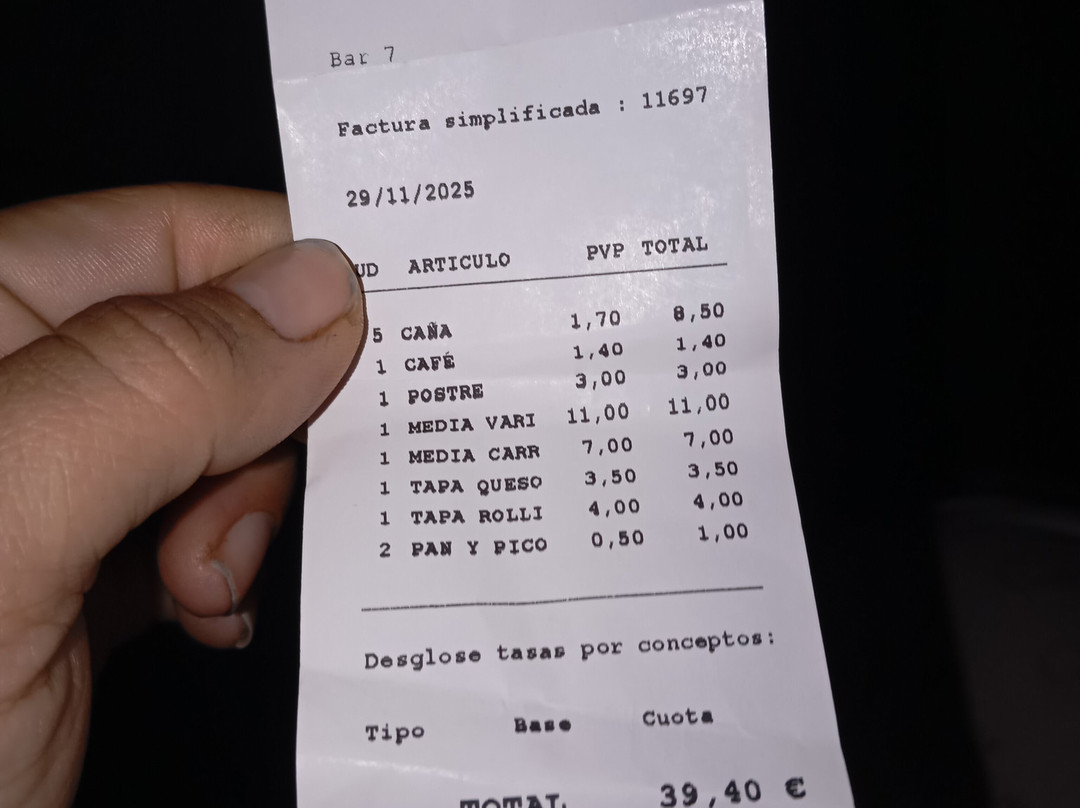 Bar 7
Factura simplificada : 11697
29/11/2025
UD ARTICULO PVP TOTAL
5 CAÑA 1,70 8,50
1 CAFÉ 1,40 1,40
1 POSTRE 3,00 3,00
1 MEDIA VARI 11,00 11,00
1 MEDIA CARR 7,00 7,00
1 TAPA QUESO 3,50 3,50
1 TAPA ROLLI 4,00 4,00
2 PAN Y PICO 0,50 1,00
Desglose tasas por conceptos:
Tipo Base Cuota
TOTAL 39,40 €